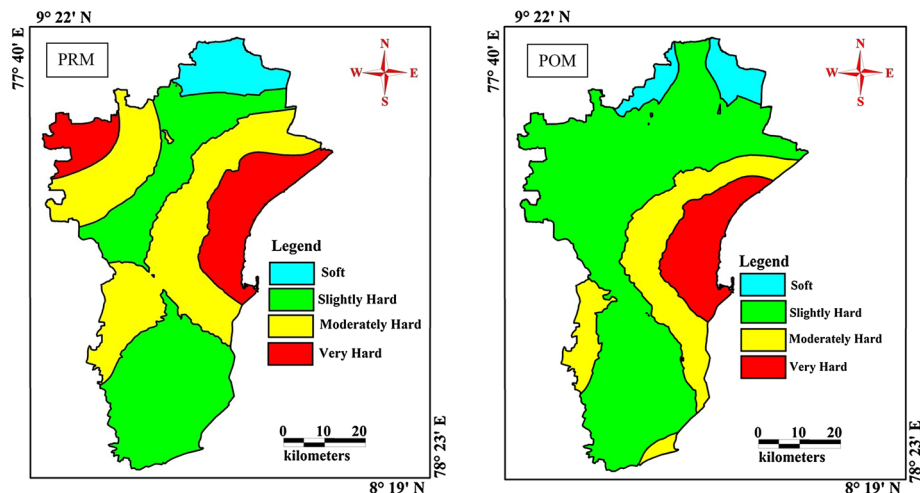 9° 22' N
77° 40' E
PRM
N
W E
S
Legend
Soft
Slightly Hard
Moderately Hard
Very Hard
0 10 20
kilometers
78° 23' E
8° 19' N
9° 22' N
77° 40' E
POM
N
W E
S
Legend
Soft
Slightly Hard
Moderately Hard
Very Hard
0 10 20
kilometers
78° 23' E
8° 19' N